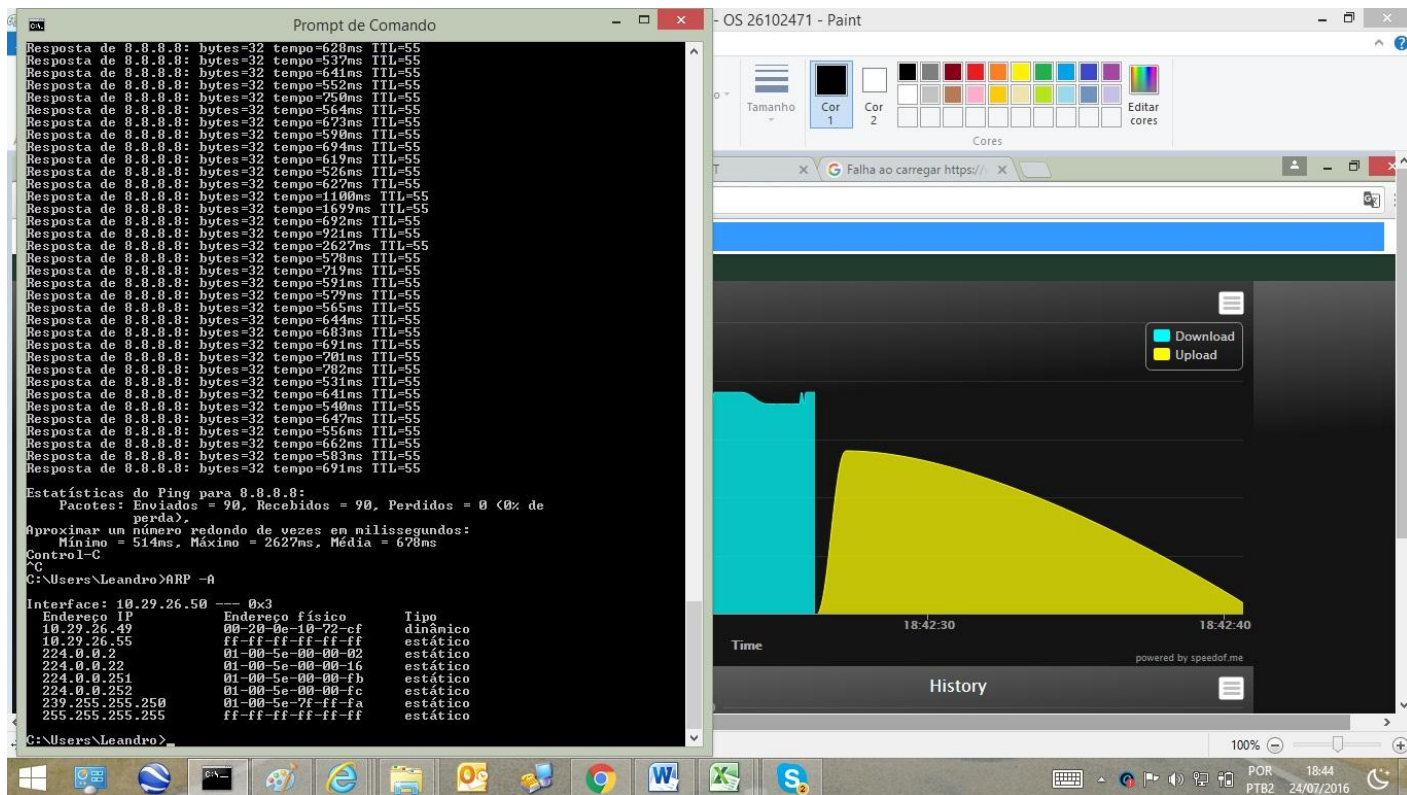 Prompt de Comando
Resposta de 8.8.8.8: bytes=32 tempo=628ms TTL=55
Resposta de 8.8.8.8: bytes=32 tempo=537ms TTL=55
Resposta de 8.8.8.8: bytes=32 tempo=641ms TTL=55
Resposta de 8.8.8.8: bytes=32 tempo=552ms TTL=55
Resposta de 8.8.8.8: bytes=32 tempo=750ms TTL=55
Resposta de 8.8.8.8: bytes=32 tempo=564ms TTL=55
Resposta de 8.8.8.8: bytes=32 tempo=673ms TTL=55
Resposta de 8.8.8.8: bytes=32 tempo=590ms TTL=55
Resposta de 8.8.8.8: bytes=32 tempo=694ms TTL=55
Resposta de 8.8.8.8: bytes=32 tempo=619ms TTL=55
Resposta de 8.8.8.8: bytes=32 tempo=526ms TTL=55
Resposta de 8.8.8.8: bytes=32 tempo=627ms TTL=55
Resposta de 8.8.8.8: bytes=32 tempo=1100ms TTL=55
Resposta de 8.8.8.8: bytes=32 tempo=1699ms TTL=55
Resposta de 8.8.8.8: bytes=32 tempo=692ms TTL=55
Resposta de 8.8.8.8: bytes=32 tempo=921ms TTL=55
Resposta de 8.8.8.8: bytes=32 tempo=2627ms TTL=55
Resposta de 8.8.8.8: bytes=32 tempo=578ms TTL=55
Resposta de 8.8.8.8: bytes=32 tempo=719ms TTL=55
Resposta de 8.8.8.8: bytes=32 tempo=591ms TTL=55
Resposta de 8.8.8.8: bytes=32 tempo=579ms TTL=55
Resposta de 8.8.8.8: bytes=32 tempo=565ms TTL=55
Resposta de 8.8.8.8: bytes=32 tempo=644ms TTL=55
Resposta de 8.8.8.8: bytes=32 tempo=683ms TTL=55
Resposta de 8.8.8.8: bytes=32 tempo=691ms TTL=55
Resposta de 8.8.8.8: bytes=32 tempo=701ms TTL=55
Resposta de 8.8.8.8: bytes=32 tempo=782ms TTL=55
Resposta de 8.8.8.8: bytes=32 tempo=531ms TTL=55
Resposta de 8.8.8.8: bytes=32 tempo=641ms TTL=55
Resposta de 8.8.8.8: bytes=32 tempo=540ms TTL=55
Resposta de 8.8.8.8: bytes=32 tempo=647ms TTL=55
Resposta de 8.8.8.8: bytes=32 tempo=556ms TTL=55
Resposta de 8.8.8.8: bytes=32 tempo=662ms TTL=55
Resposta de 8.8.8.8: bytes=32 tempo=583ms TTL=55
Resposta de 8.8.8.8: bytes=32 tempo=691ms TTL=55
Estatísticas do Ping para 8.8.8.8:
Pacotes: Enviados = 90, Recebidos = 90, Perdidos = 0 (0% de
perda),
Aproximar um número redondo de vezes em milissegundos:
Mínimo = 514ms, Máximo = 2627ms, Média = 678ms
Control-C
^C
C:\Users\Leandro>ARP -A
Interface: 10.29.26.50 --- 0x3
Endereço IP Endereço físico Tipo
10.29.26.49 00-20-0e-10-72-cf dinâmico
10.29.26.55 ff-ff-ff-ff-ff-ff estático
224.0.0.2 01-00-5e-00-00-02 estático
224.0.0.22 01-00-5e-00-00-16 estático
224.0.0.251 01-00-5e-00-00-fb estático
224.0.0.252 01-00-5e-00-00-fc estático
239.255.255.250 01-00-5e-7f-ff-fa estático
255.255.255.255 ff-ff-ff-ff-ff-ff estático
C:\Users\Leandro>_
- OS 26102471 - Paint
Tamanho
Cor 1
Cor 2
Editar cores
Cores
T
Falha ao carregar https://
Download
Upload
18:42:30 18:42:40
Time
powered by speedof.me
History
100%
POR 18:44
PTB2 24/07/2016